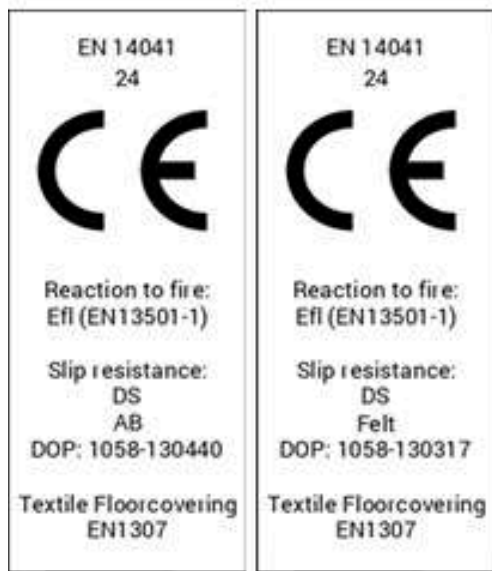 EN 14041
24
CE
Reaction to fire:
Efl (EN13501-1)
Slip resistance:
DS
AB
DOP: 1058-130440
Textile Floorcovering
EN1307
EN 14041
24
CE
Reaction to fire:
Efl (EN13501-1)
Slip resistance:
DS
Felt
DOP: 1058-130317
Textile Floorcovering
EN1307